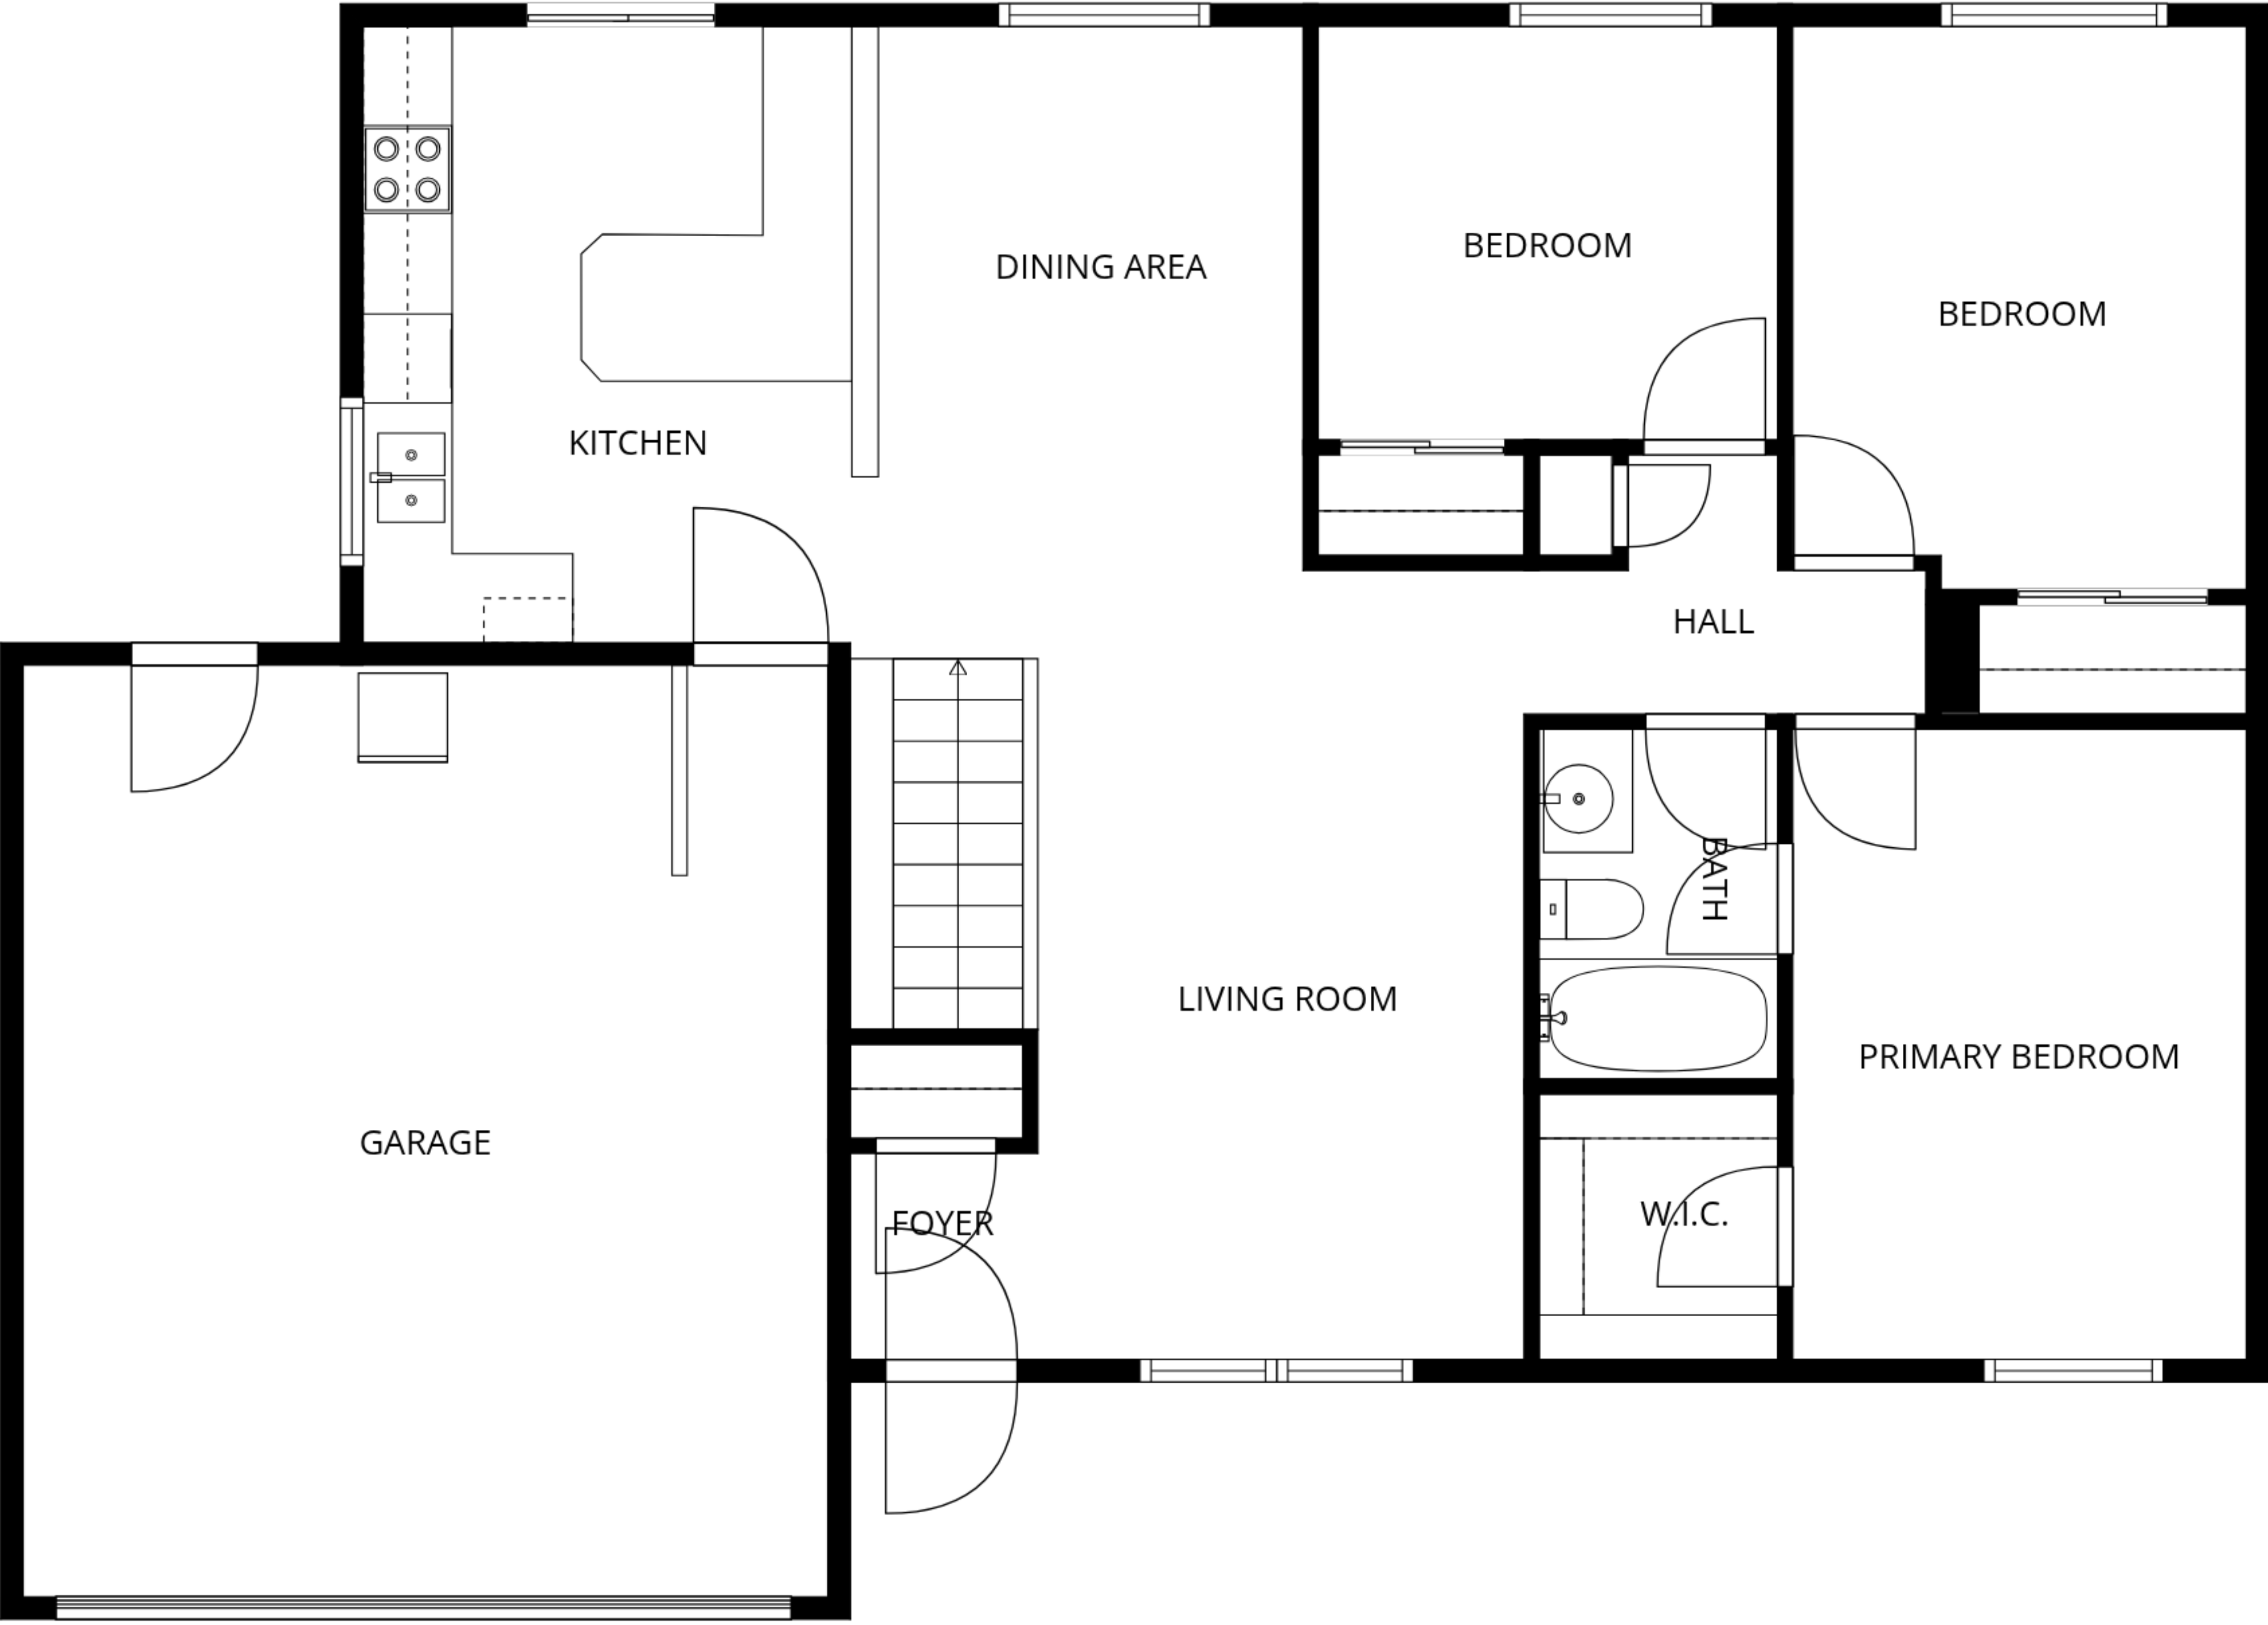 BEDROOM
DINING AREA
BEDROOM
KITCHEN
HALL
BATH
LIVING ROOM
PRIMARY BEDROOM
GARAGE
W.I.C.
FOYER